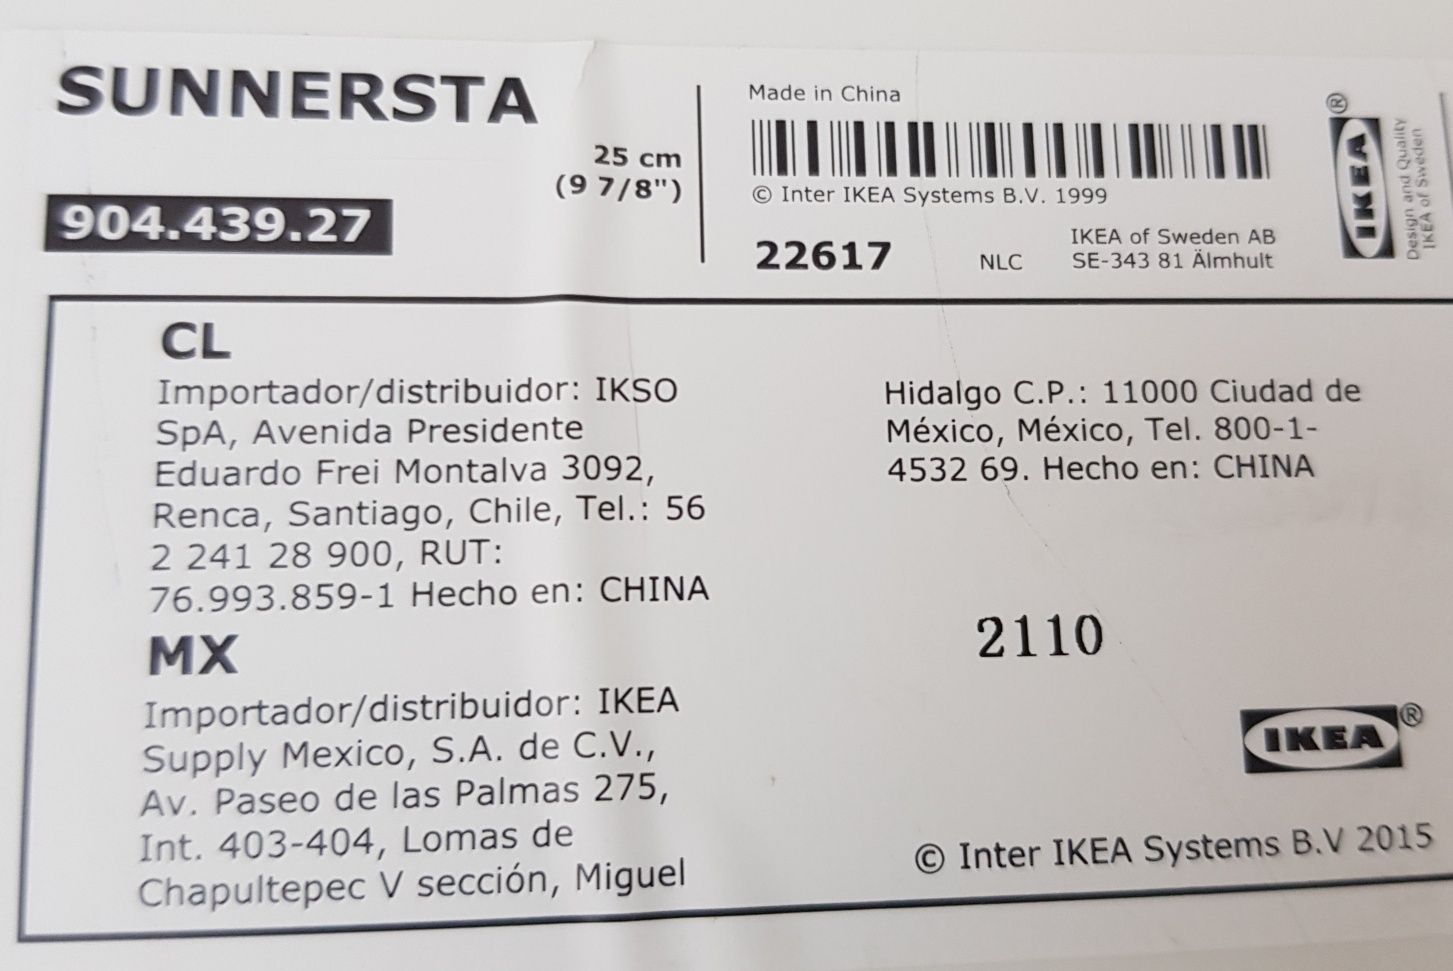 SUNNERSTA
25 cm
(9 7/8")
904.439.27
Made in China
© Inter IKEA Systems B.V. 1999
22617
NLC
IKEA of Sweden AB
SE-343 81 Älmhult
IKEA®
Design and Quality
IKEA of Sweden
CL
Importador/distribuidor: IKSO
SpA, Avenida Presidente
Eduardo Frei Montalva 3092,
Renca, Santiago, Chile, Tel.: 56
2 241 28 900, RUT:
76.993.859-1 Hecho en: CHINA
MX
Importador/distribuidor: IKEA
Supply Mexico, S.A. de C.V.,
Av. Paseo de las Palmas 275,
Int. 403-404, Lomas de
Chapultepec V sección, Miguel
Hidalgo C.P.: 11000 Ciudad de
México, México, Tel. 800-1-
4532 69. Hecho en: CHINA
2110
IKEA®
© Inter IKEA Systems B.V 2015